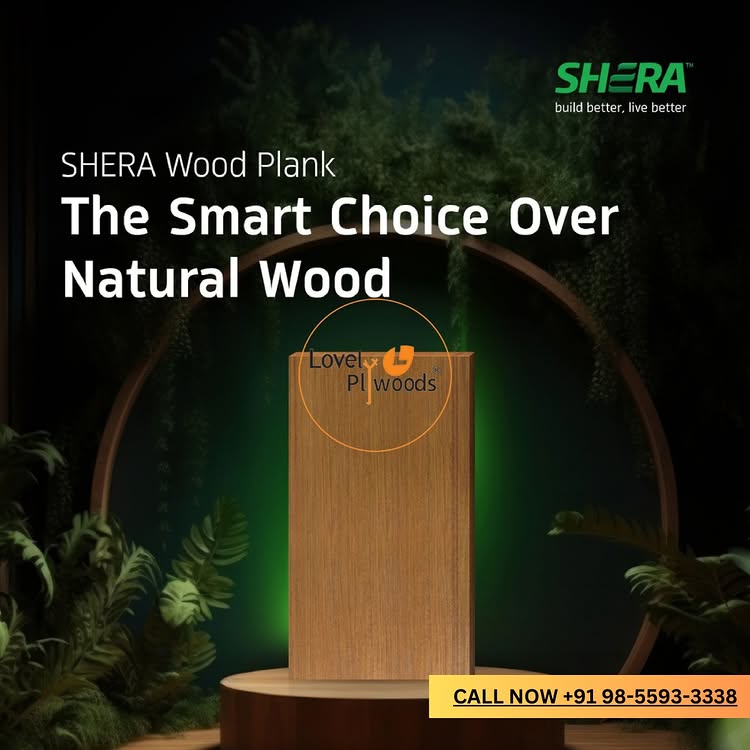 SHERA™
build better, live better
SHERA Wood Plank
The Smart Choice Over
Natural Wood
Lovely
Plywoods®
CALL NOW +91 98-5593-3338